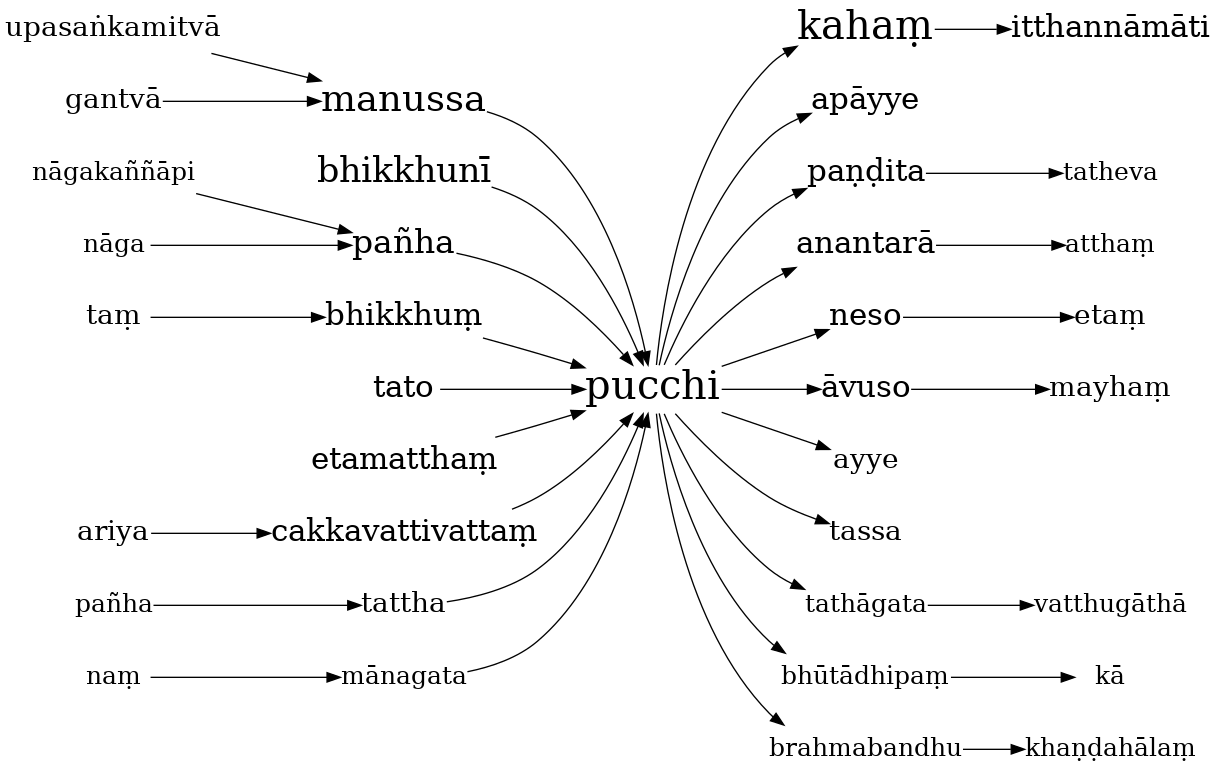 upasaṅkamitvā
kahaṃ itthannāmāti
gantvā manussa apāyye
nāgakaññāpi bhikkhunī paṇḍita tatheva
nāga pañha anantarā atthaṃ
taṃ bhikkhuṃ neso etaṃ
tato pucchi āvuso mayhaṃ
etamatthaṃ ayye
ariya cakkavattivattaṃ tassa
pañha tattha tathāgata vatthugāthā
naṃ mānagata bhūtādhipaṃ kā
brahmabandhu khaṇḍahālaṃ